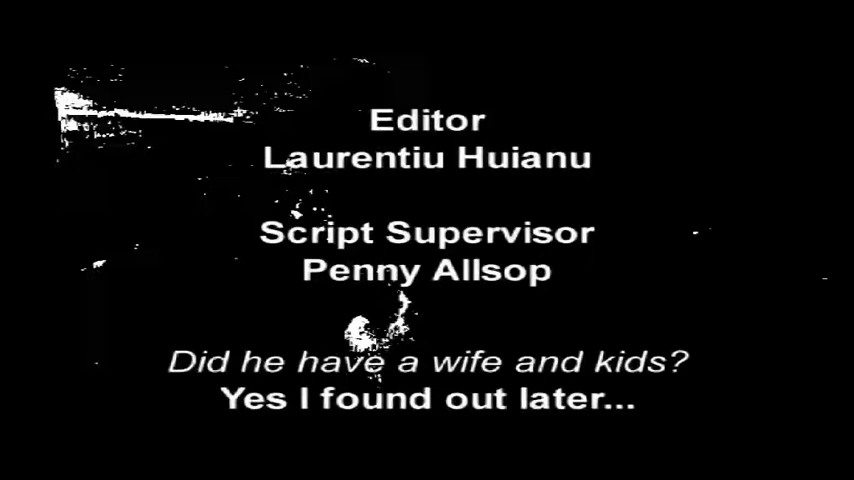 Editor
Laurentiu Huianu
Script Supervisor
Penny Allsop
Did he have a wife and kids?
Yes I found out later...